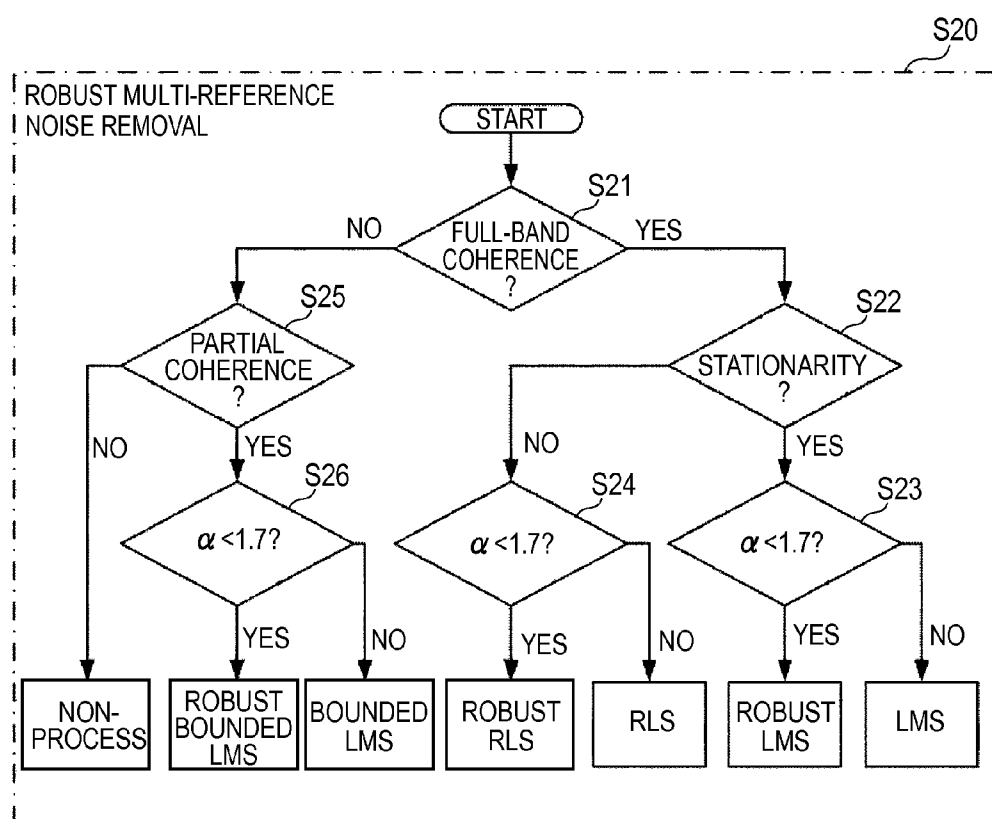 S20
ROBUST MULTI-REFERENCE
NOISE REMOVAL
START
S21
NO
FULL-BAND
COHERENCE
?
YES
S25
PARTIAL
COHERENCE
?
S22
STATIONARITY
?
NO
YES
NO
YES
S26
α<1.7?
S24
α<1.7?
S23
α<1.7?
YES
NO
YES
NO
YES
NO
NON-
PROCESS
ROBUST
BOUNDED
LMS
BOUNDED
LMS
ROBUST
RLS
RLS
ROBUST
LMS
LMS